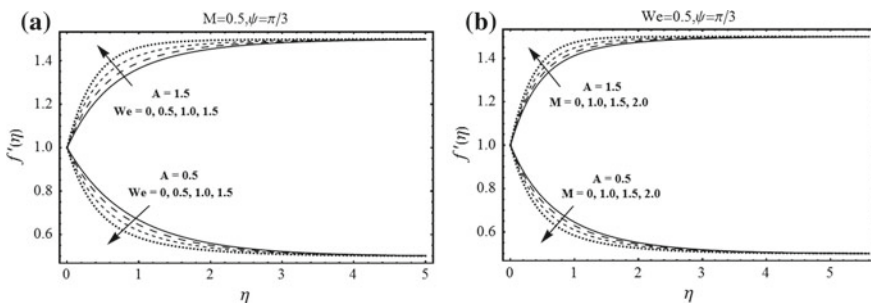 (a)
M=0.5,ψ=π/3
1.4
1.2
1.0
0.8
0.6
f'(η)
A = 1.5
We = 0, 0.5, 1.0, 1.5
A = 0.5
We = 0, 0.5, 1.0, 1.5
0 1 2 3 4 5
η
(b)
We=0.5,ψ=π/3
1.4
1.2
1.0
0.8
0.6
f'(η)
A = 1.5
M = 0, 1.0, 1.5, 2.0
A = 0.5
M = 0, 1.0, 1.5, 2.0
0 1 2 3 4 5
η